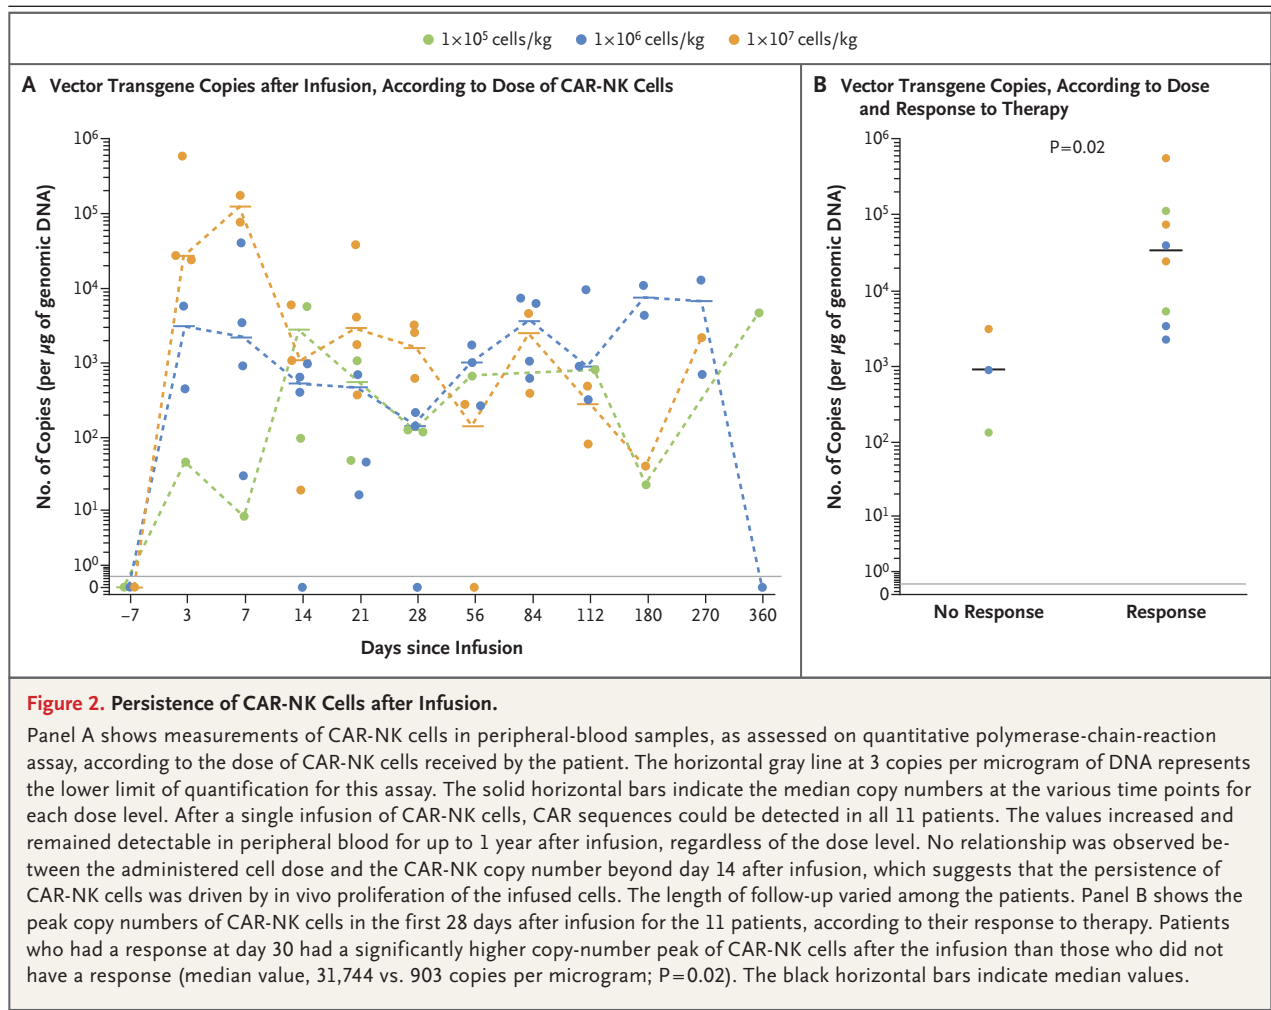 1×10⁵ cells/kg 1×10⁶ cells/kg 1×10⁷ cells/kg
A Vector Transgene Copies after Infusion, According to Dose of CAR-NK Cells
No. of Copies (per µg of genomic DNA)
10⁶
10⁵
10⁴
10³
10²
10¹
10⁰
0
−7 3 7 14 21 28 56 84 112 180 270 360
Days since Infusion
B Vector Transgene Copies, According to Dose
and Response to Therapy
P=0.02
No. of Copies (per µg of genomic DNA)
10⁶
10⁵
10⁴
10³
10²
10¹
10⁰
0
No Response Response
Figure 2. Persistence of CAR-NK Cells after Infusion.
Panel A shows measurements of CAR-NK cells in peripheral-blood samples, as assessed on quantitative polymerase-chain-reaction
assay, according to the dose of CAR-NK cells received by the patient. The horizontal gray line at 3 copies per microgram of DNA represents
the lower limit of quantification for this assay. The solid horizontal bars indicate the median copy numbers at the various time points for
each dose level. After a single infusion of CAR-NK cells, CAR sequences could be detected in all 11 patients. The values increased and
remained detectable in peripheral blood for up to 1 year after infusion, regardless of the dose level. No relationship was observed be-
tween the administered cell dose and the CAR-NK copy number beyond day 14 after infusion, which suggests that the persistence of
CAR-NK cells was driven by in vivo proliferation of the infused cells. The length of follow-up varied among the patients. Panel B shows the
peak copy numbers of CAR-NK cells in the first 28 days after infusion for the 11 patients, according to their response to therapy. Patients
who had a response at day 30 had a significantly higher copy-number peak of CAR-NK cells after the infusion than those who did not
have a response (median value, 31,744 vs. 903 copies per microgram; P=0.02). The black horizontal bars indicate median values.